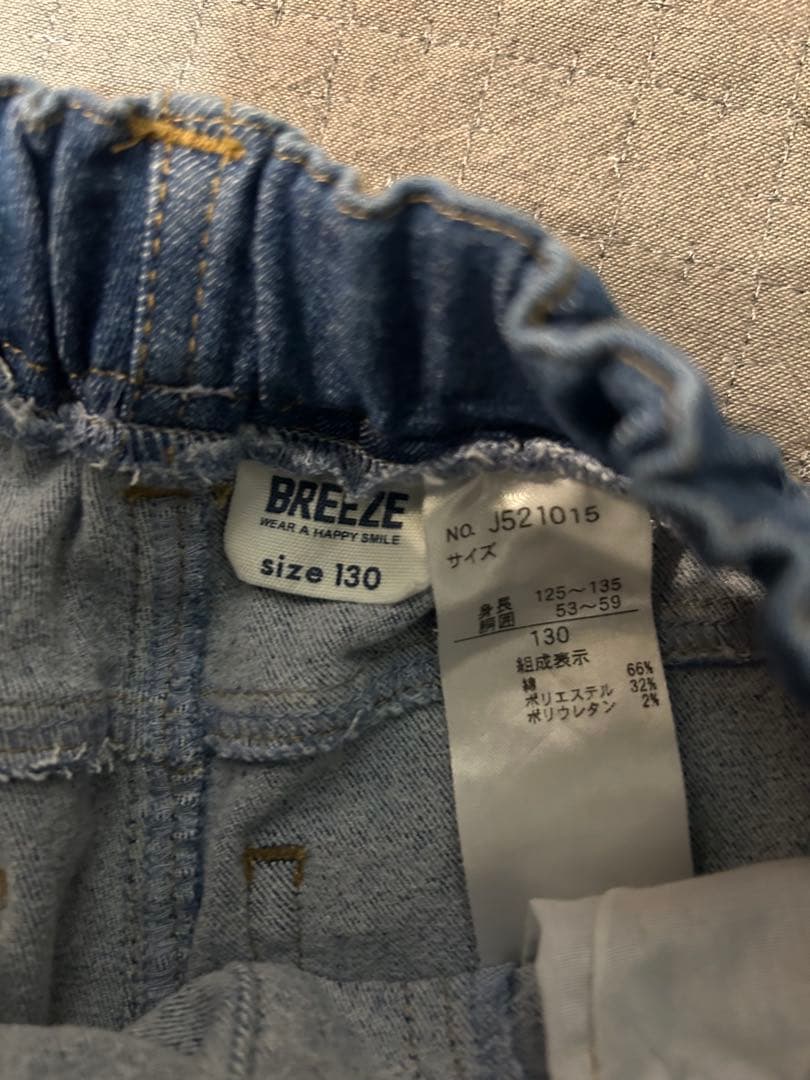 BREEZE
WEAR A HAPPY SMILE
size 130
NO. J521015
サイズ
身長 125～135
胴囲 53～59
130
組成表示
綿 66%
ポリエステル 32%
ポリウレタン 2%